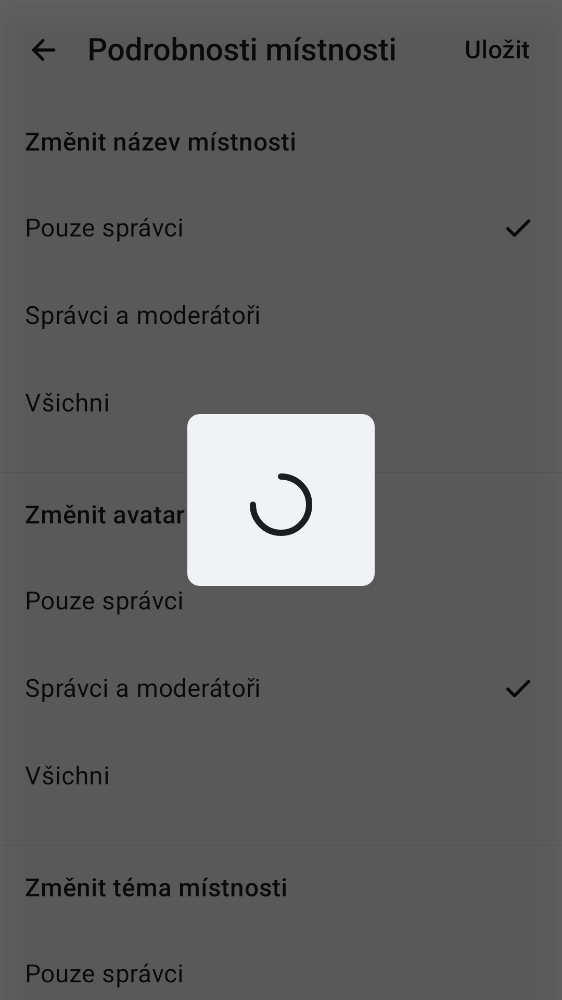 Podrobnosti místnosti
Uložit
Změnit název místnosti
Pouze správci
Správci a moderátoři
Všichni
Změnit avatar
Pouze správci
Správci a moderátoři
Všichni
Změnit téma místnosti
Pouze správci